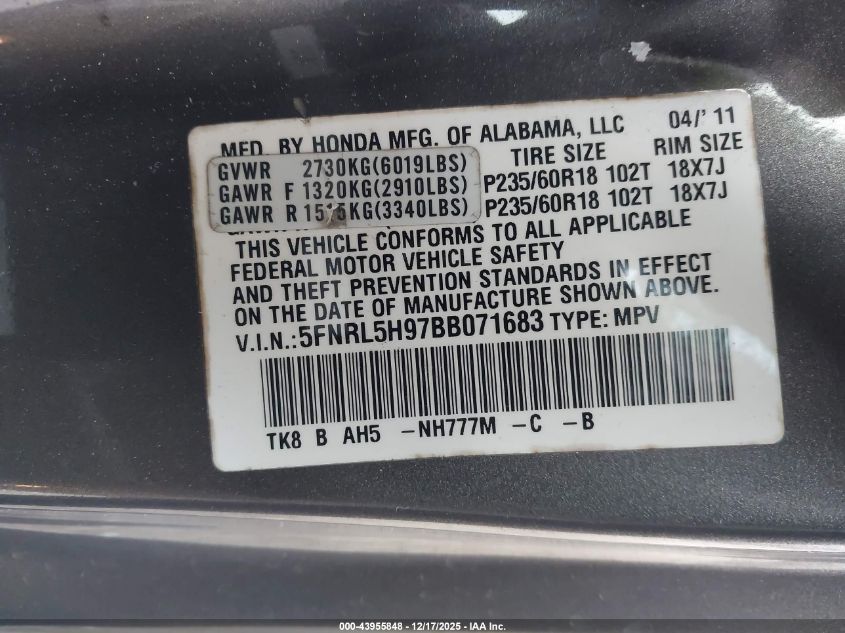 MFD. BY HONDA MFG. OF ALABAMA, LLC 04/'11
TIRE SIZE RIM SIZE
GVWR 2730KG(6019LBS)
GAWR F 1320KG(2910LBS) P235/60R18 102T 18X7J
GAWR R 1515KG(3340LBS) P235/60R18 102T 18X7J
THIS VEHICLE CONFORMS TO ALL APPLICABLE
FEDERAL MOTOR VEHICLE SAFETY
AND THEFT PREVENTION STANDARDS IN EFFECT
ON THE DATE OF MANUFACTURE SHOWN ABOVE.
V.I.N.:5FNRL5H97BB071683 TYPE: MPV
TK8 B AH5 -NH777M -C -B
000-43955848 - 12/17/2025 - IAA Inc.